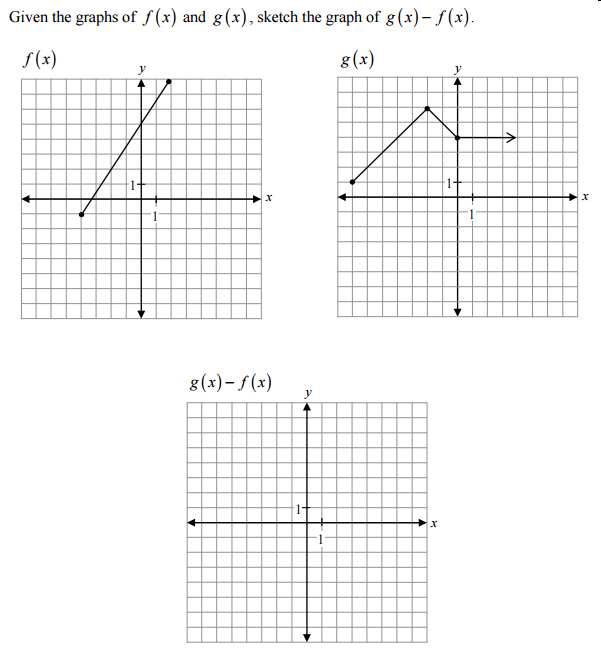 Given the graphs of f(x) and g(x), sketch the graph of g(x) − f(x).
f(x)
y
1
x
1
g(x)
y
1
x
1
g(x) − f(x)
y
1
x
1